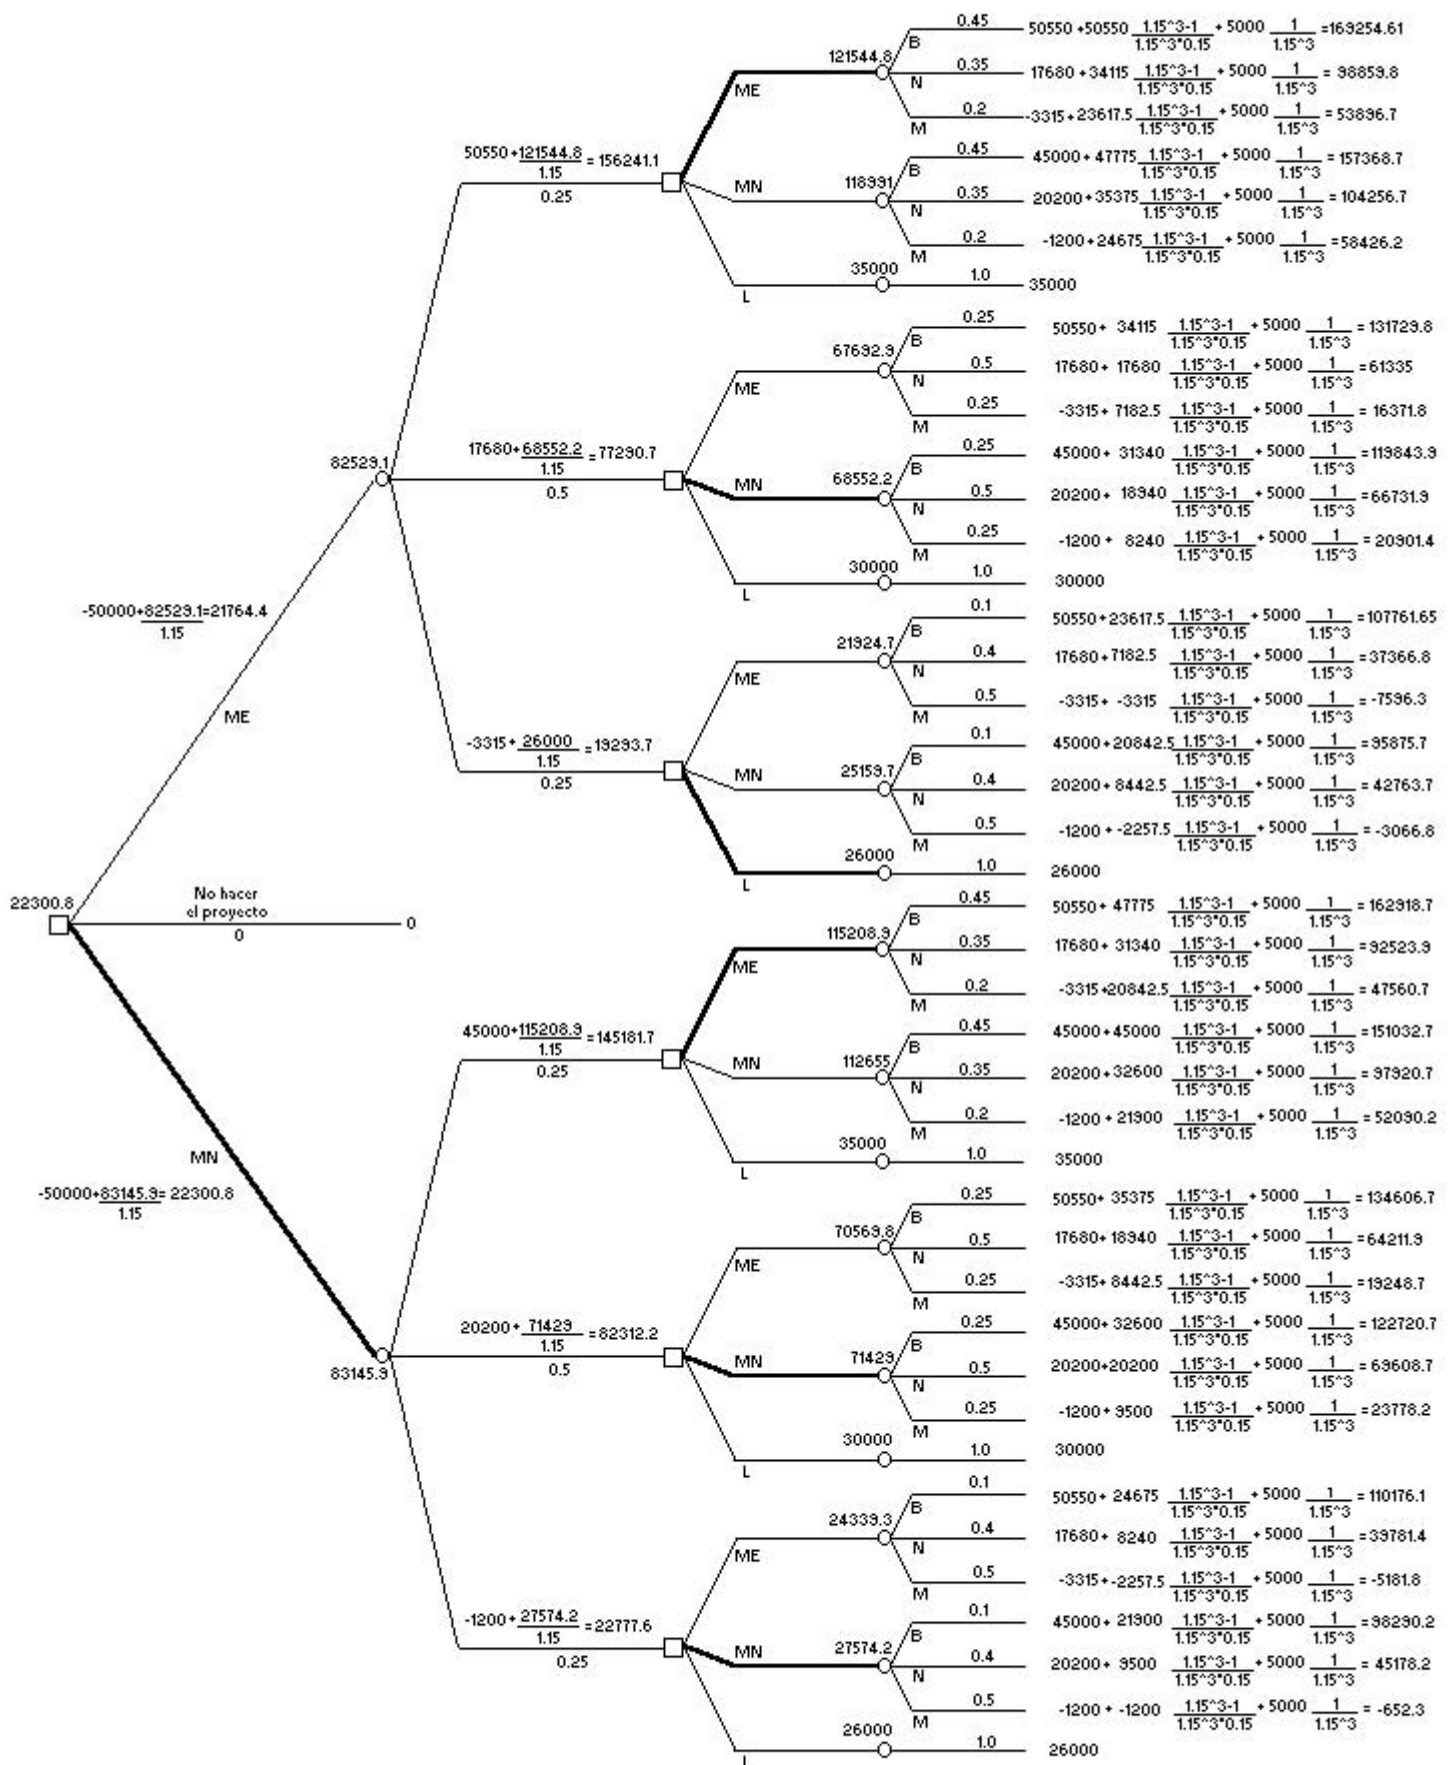 0.45
50550 +50550 1.15^3-1 + 5000 1 =169254.61
1.15^3*0.15 1.15^3
B
121544.8
0.35
17680 +34115 1.15^3-1 + 5000 1 = 98859.8
1.15^3*0.15 1.15^3
N
ME
0.2
-3315+23617.5 1.15^3-1 + 5000 1 =53896.7
1.15^3*0.15 1.15^3
M
50550+121544.8 = 156241.1
1.15
0.25
0.45
45000 + 47775 1.15^3-1 + 5000 1 =157368.7
1.15^3*0.15 1.15^3
B
MN
118991
0.35
20200 +35375 1.15^3-1 + 5000 1 =104256.7
1.15^3*0.15 1.15^3
N
0.2
-1200+24675 1.15^3-1 + 5000 1 =58426.2
1.15^3*0.15 1.15^3
M
35000
1.0
35000
L
0.25
50550+ 34115 1.15^3-1 + 5000 1 = 131729.8
1.15^3*0.15 1.15^3
B
67692.9
0.5
17680+ 17680 1.15^3-1 + 5000 1 =61335
1.15^3*0.15 1.15^3
N
ME
0.25
-3315+ 7182.5 1.15^3-1 + 5000 1 = 16371.8
1.15^3*0.15 1.15^3
M
82529.1
17680+68552.2 =77290.7
1.15
0.5
0.25
45000+ 31340 1.15^3-1 + 5000 1 =119843.9
1.15^3*0.15 1.15^3
B
MN
68552.2
0.5
20200+ 18940 1.15^3-1 + 5000 1 =66731.9
1.15^3*0.15 1.15^3
N
0.25
-1200 + 8240 1.15^3-1 + 5000 1 = 20901.4
1.15^3*0.15 1.15^3
M
30000
1.0
30000
L
-50000+82529.1=21764.4
1.15
ME
0.1
50550+23617.5 1.15^3-1 + 5000 1 =107761.65
1.15^3*0.15 1.15^3
B
21924.7
0.4
17680+7182.5 1.15^3-1 + 5000 1 =37366.8
1.15^3*0.15 1.15^3
N
ME
0.5
-3315+ -3315 1.15^3-1 + 5000 1 =-7596.3
1.15^3*0.15 1.15^3
M
-3315+ 26000 = 19293.7
1.15
0.25
0.1
45000+20842.5 1.15^3-1 + 5000 1 =95875.7
1.15^3*0.15 1.15^3
B
MN
25159.7
0.4
20200+ 8442.5 1.15^3-1 + 5000 1 =42763.7
1.15^3*0.15 1.15^3
N
0.5
-1200 + -2257.5 1.15^3-1 + 5000 1 = -3066.8
1.15^3*0.15 1.15^3
M
26000
1.0
26000
L
22300.8
No hacer
el proyecto
0
0
0.45
50550 + 47775 1.15^3-1 + 5000 1 = 162918.7
1.15^3*0.15 1.15^3
B
115208.9
0.35
17680+ 31340 1.15^3-1 + 5000 1 = 92523.9
1.15^3*0.15 1.15^3
N
ME
0.2
-3315+20842.5 1.15^3-1 + 5000 1 = 47560.7
1.15^3*0.15 1.15^3
M
45000+115208.9 = 145181.7
1.15
0.25
0.45
45000+45000 1.15^3-1 + 5000 1 =151032.7
1.15^3*0.15 1.15^3
B
MN
112655
0.35
20200+32600 1.15^3-1 + 5000 1 = 97920.7
1.15^3*0.15 1.15^3
N
0.2
-1200 + 21900 1.15^3-1 + 5000 1 = 52090.2
1.15^3*0.15 1.15^3
M
35000
1.0
35000
L
MN
-50000+83145.9= 22300.8
1.15
0.25
50550+ 35375 1.15^3-1 + 5000 1 = 134606.7
1.15^3*0.15 1.15^3
B
70569.8
0.5
17680+ 18940 1.15^3-1 + 5000 1 =64211.9
1.15^3*0.15 1.15^3
N
ME
0.25
-3315+ 8442.5 1.15^3-1 + 5000 1 =19248.7
1.15^3*0.15 1.15^3
M
83145.9
20200+ 71429 =82312.2
1.15
0.5
0.25
45000+ 32600 1.15^3-1 + 5000 1 = 122720.7
1.15^3*0.15 1.15^3
B
MN
71429
0.5
20200+20200 1.15^3-1 + 5000 1 =69608.7
1.15^3*0.15 1.15^3
N
0.25
-1200 + 9500 1.15^3-1 + 5000 1 =23778.2
1.15^3*0.15 1.15^3
M
30000
1.0
30000
L
0.1
50550+ 24675 1.15^3-1 + 5000 1 = 110176.1
1.15^3*0.15 1.15^3
B
24339.3
0.4
17680+ 8240 1.15^3-1 + 5000 1 =39781.4
1.15^3*0.15 1.15^3
N
ME
0.5
-3315+-2257.5 1.15^3-1 + 5000 1 = -5181.8
1.15^3*0.15 1.15^3
M
-1200+ 27574.2 = 22777.6
1.15
0.25
0.1
45000+ 21900 1.15^3-1 + 5000 1 = 98290.2
1.15^3*0.15 1.15^3
B
MN
27574.2
0.4
20200+ 9500 1.15^3-1 + 5000 1 = 45178.2
1.15^3*0.15 1.15^3
N
0.5
-1200 + -1200 1.15^3-1 + 5000 1 = -652.3
1.15^3*0.15 1.15^3
M
26000
1.0
26000
L